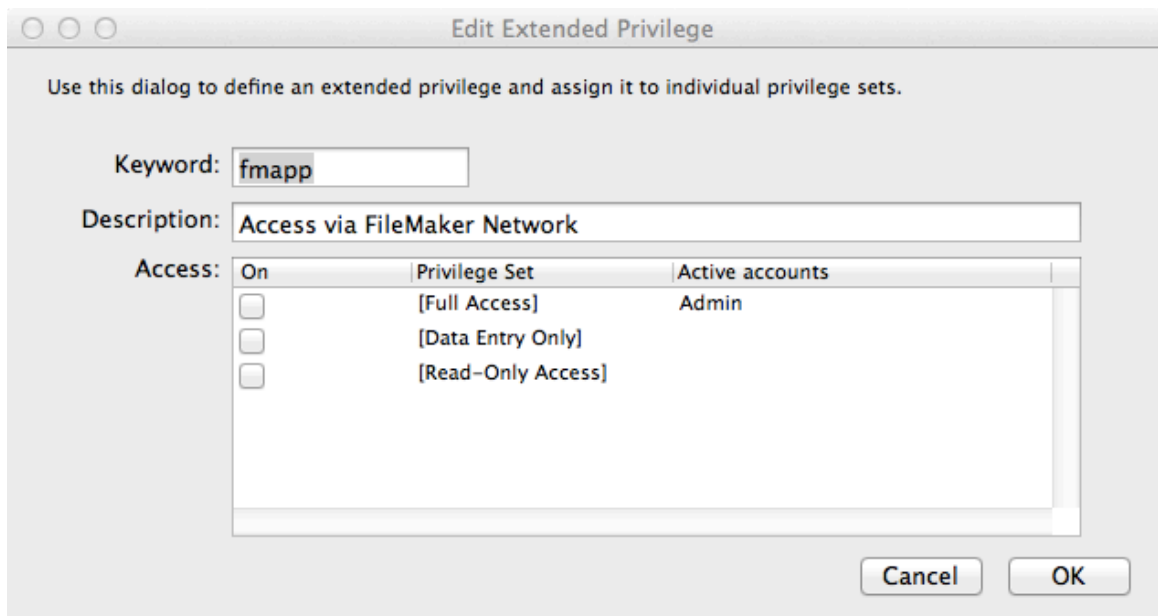 Edit Extended Privilege
Use this dialog to define an extended privilege and assign it to individual privilege sets.
Keyword: fmapp
Description: Access via FileMaker Network
Access: On Privilege Set Active accounts
[Full Access] Admin
[Data Entry Only]
[Read-Only Access]
Cancel OK